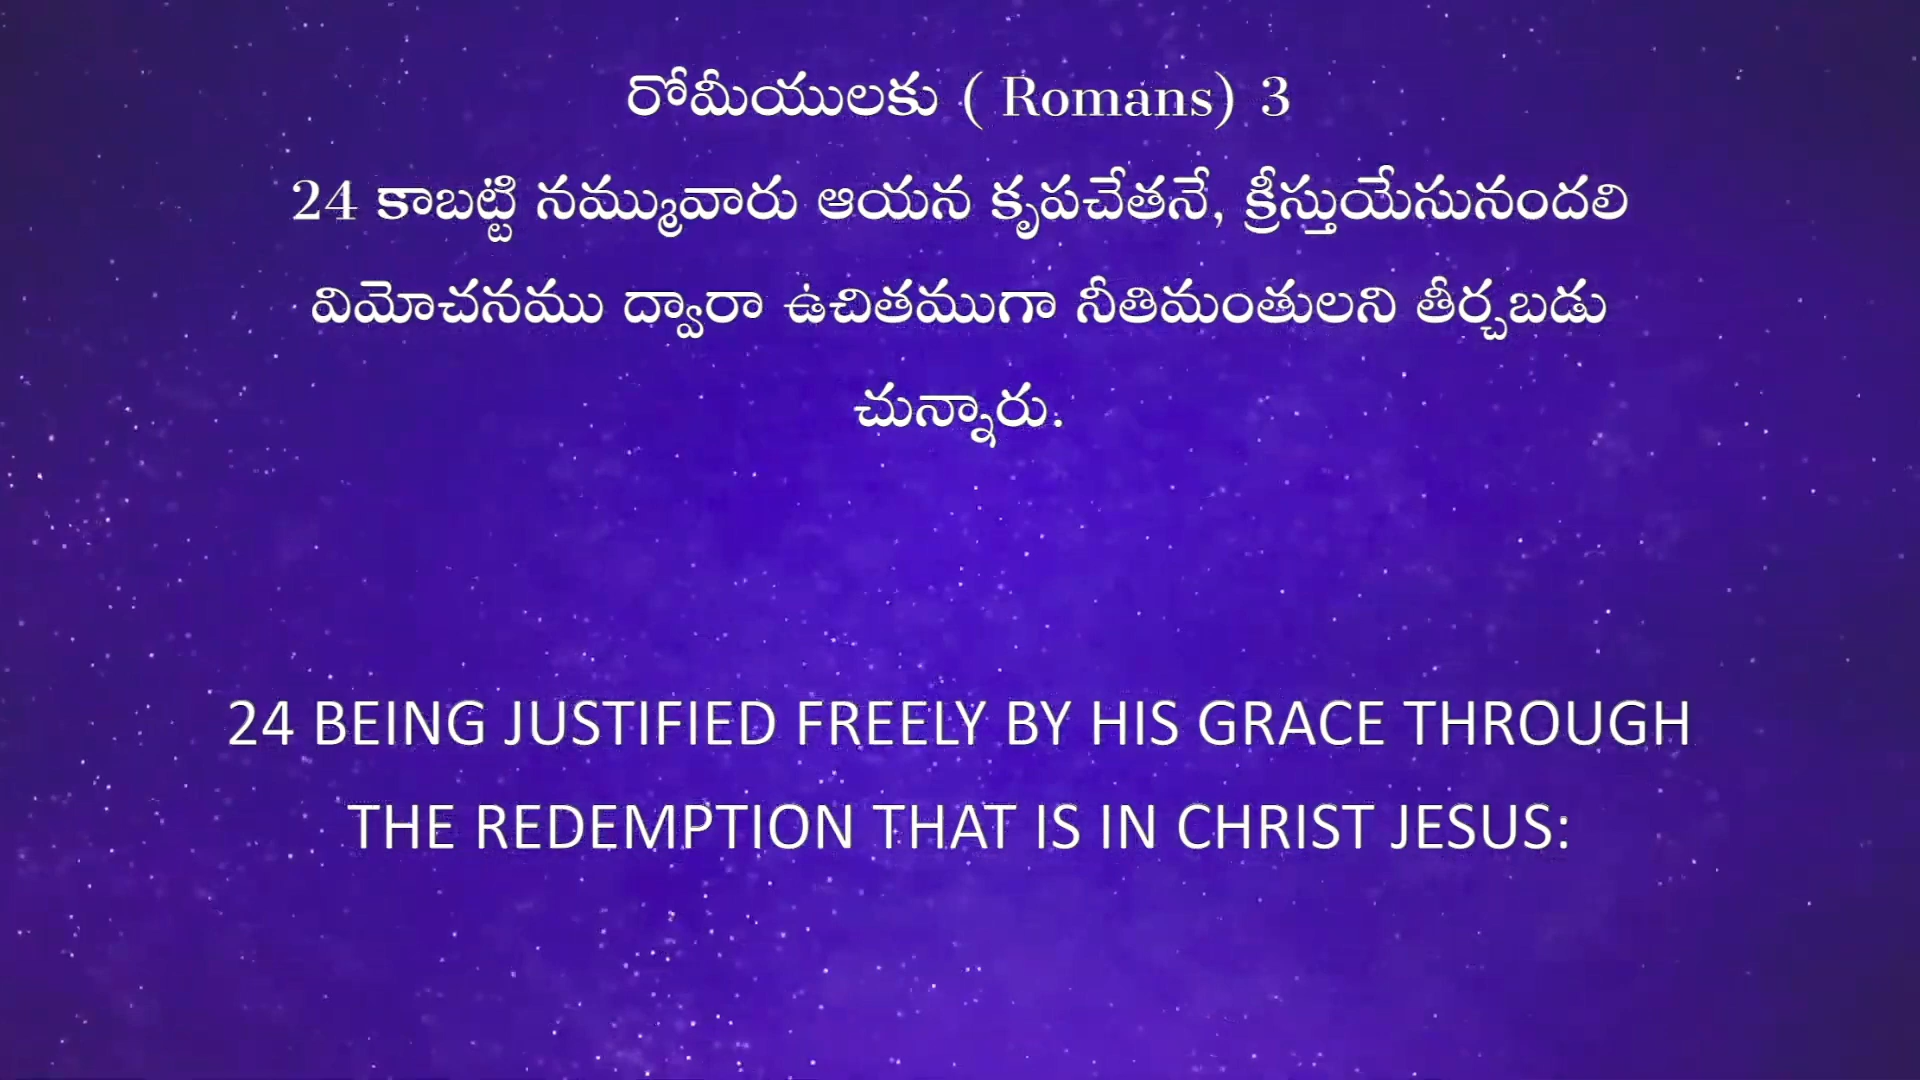 రోమీయులకు ( Romans) 3
24 కాబట్టి నమ్మువారు ఆయన కృపచేతనే, క్రీస్తుయేసునందలి
విమోచనము ద్వారా ఉచితముగా నీతిమంతులని తీర్చబడు
చున్నారు.
24 BEING JUSTIFIED FREELY BY HIS GRACE THROUGH
THE REDEMPTION THAT IS IN CHRIST JESUS: